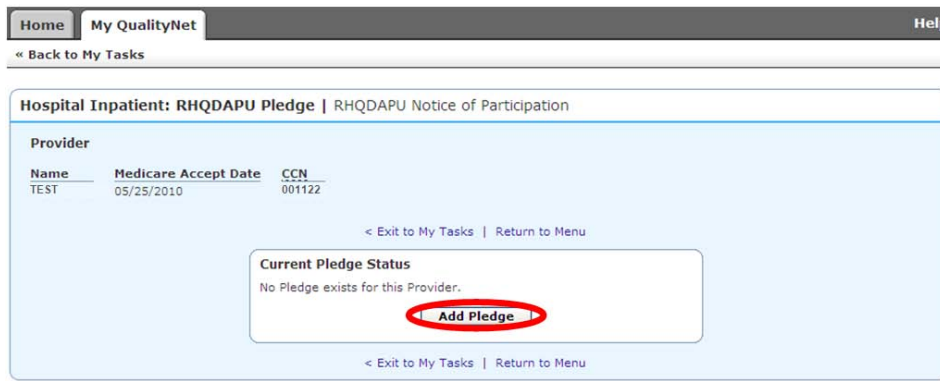 Home My QualityNet
« Back to My Tasks
Hospital Inpatient: RHQDAPU Pledge | RHQDAPU Notice of Participation
Provider
Name Medicare Accept Date CCN
TEST 05/25/2010 001122
< Exit to My Tasks | Return to Menu
Current Pledge Status
No Pledge exists for this Provider.
Add Pledge
< Exit to My Tasks | Return to Menu